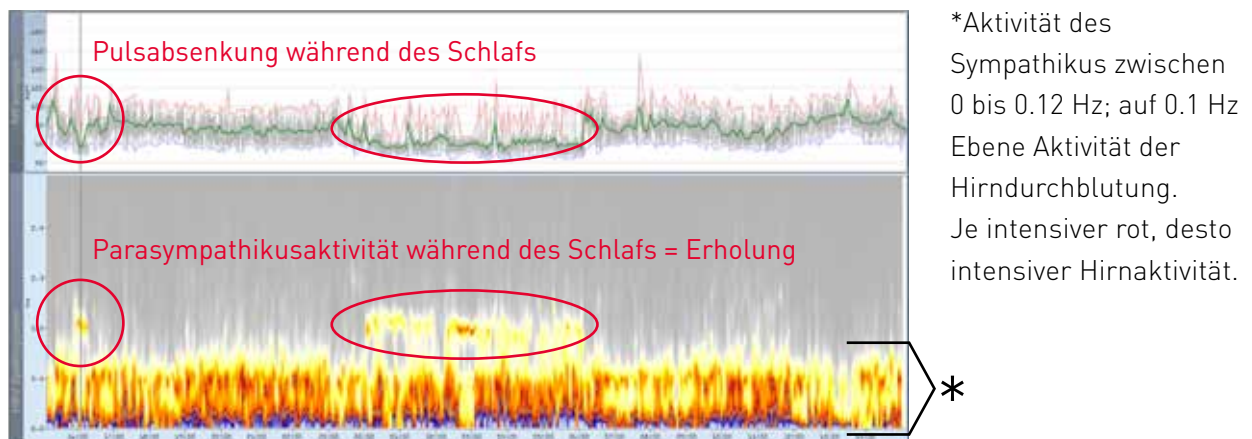 Pulsabsenkung während des Schlafs
Parasympathikusaktivität während des Schlafs = Erholung
*Aktivität des
Sympathikus zwischen
0 bis 0.12 Hz; auf 0.1 Hz
Ebene Aktivität der
Hirndurchblutung.
Je intensiver rot, desto
intensiver Hirnaktivität.
*